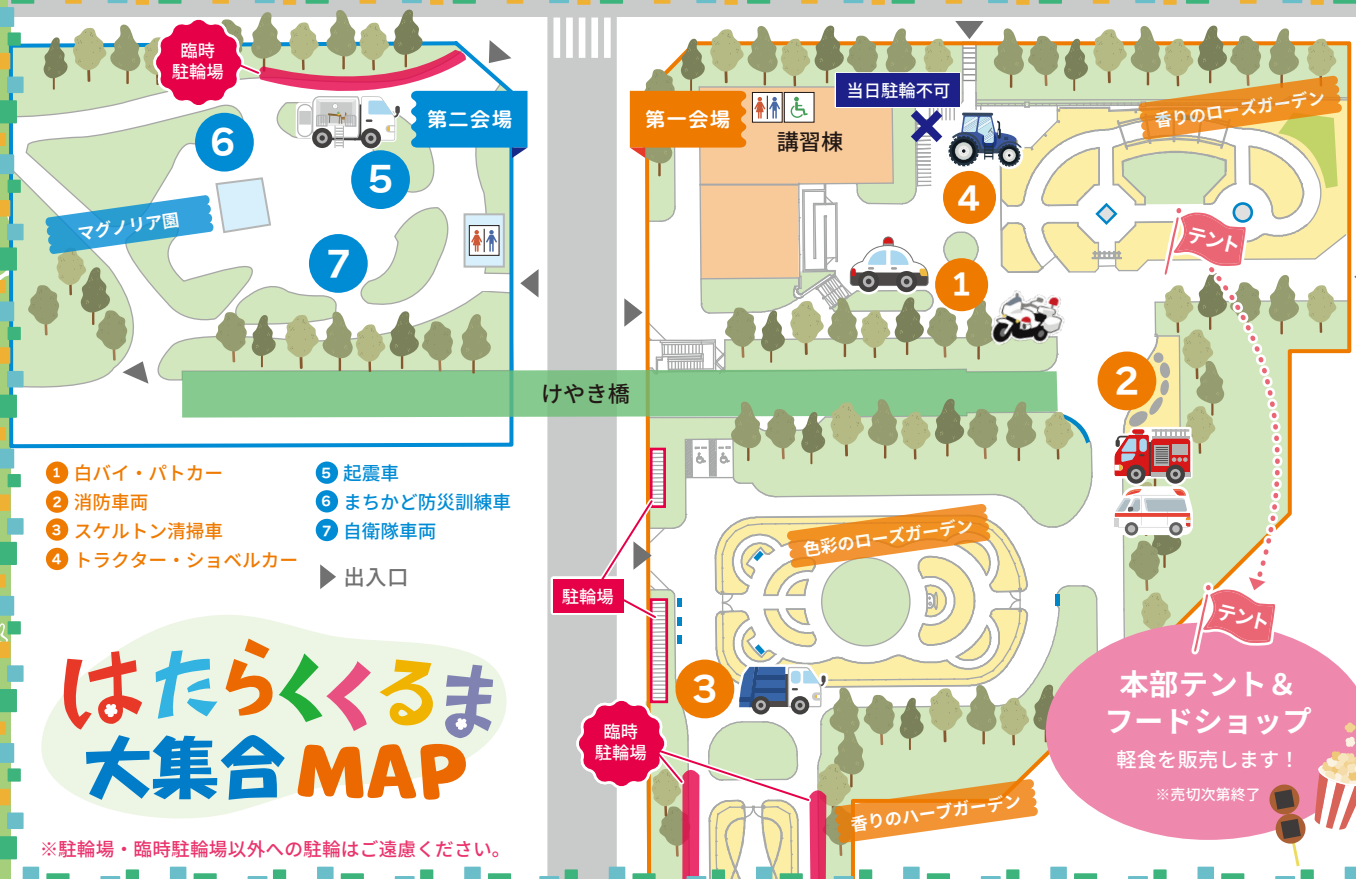 臨時
駐輪場
6
5
第二会場
マグノリア園
7
第一会場
講習棟
当日駐輪不可
香りのローズガーデン
4
テント
1
2
けやき橋
1 白バイ・パトカー
2 消防車両
3 スケルトン清掃車
4 トラクター・ショベルカー
5 起震車
6 まちかど防災訓練車
7 自衛隊車両
出入口
色彩のローズガーデン
駐輪場
3
臨時
駐輪場
香りのハーブガーデン
テント
本部テント＆
フードショップ
軽食を販売します！
※売切次第終了
はたらくくるま
大集合MAP
※駐輪場・臨時駐輪場以外への駐輪はご遠慮ください。